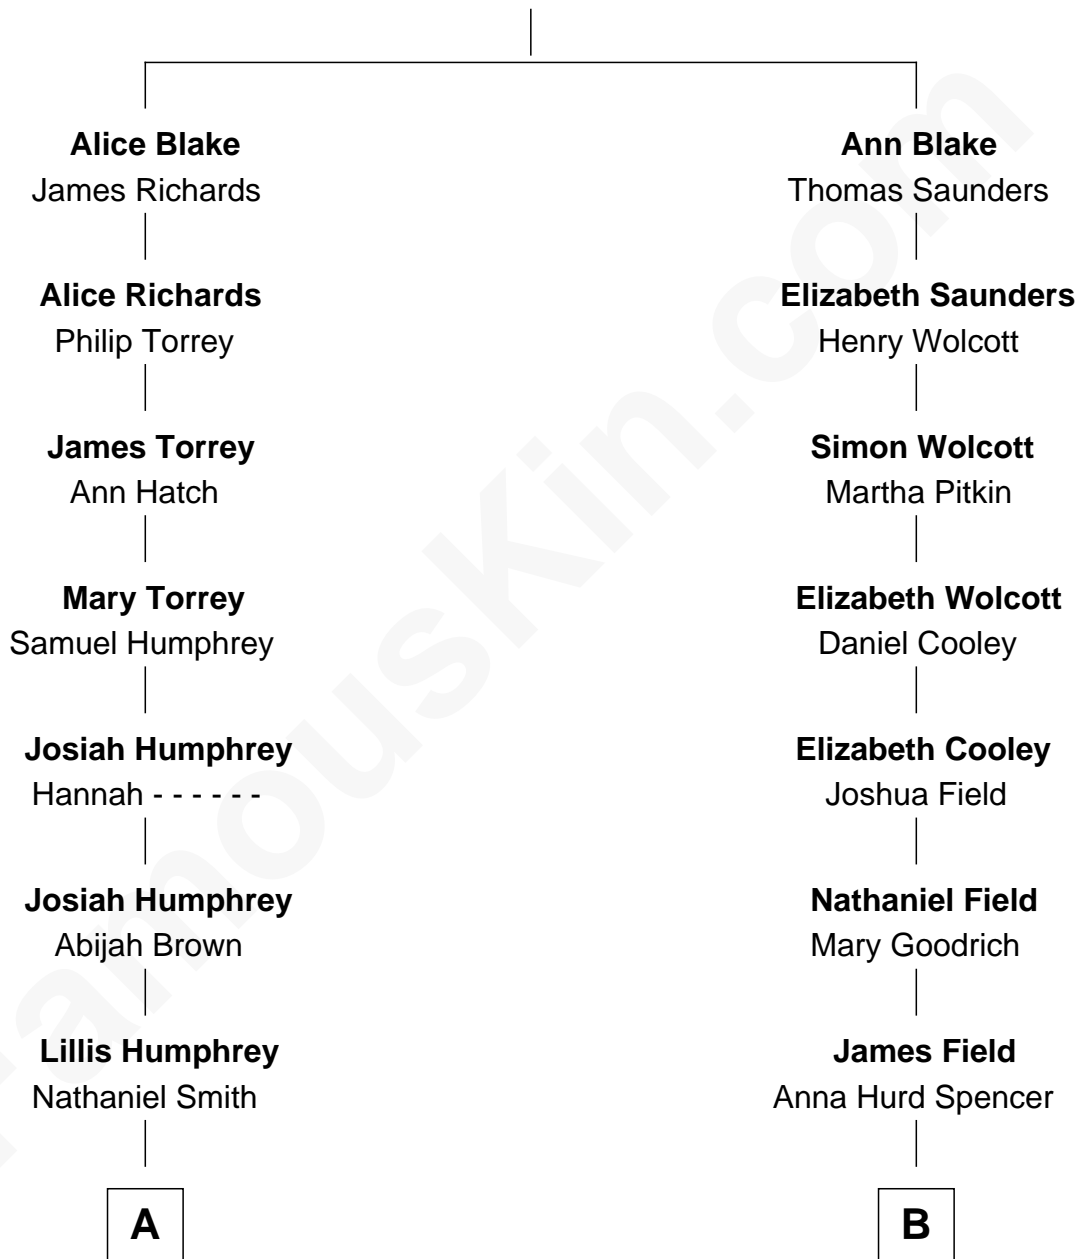 Alice Blake
James Richards
Alice Richards
Philip Torrey
James Torrey
Ann Hatch
Mary Torrey
Samuel Humphrey
Josiah Humphrey
Hannah - - - - - -
Josiah Humphrey
Abijah Brown
Lillis Humphrey
Nathaniel Smith
A
Ann Blake
Thomas Saunders
Elizabeth Saunders
Henry Wolcott
Simon Wolcott
Martha Pitkin
Elizabeth Wolcott
Daniel Cooley
Elizabeth Cooley
Joshua Field
Nathaniel Field
Mary Goodrich
James Field
Anna Hurd Spencer
B
FamousKin.com